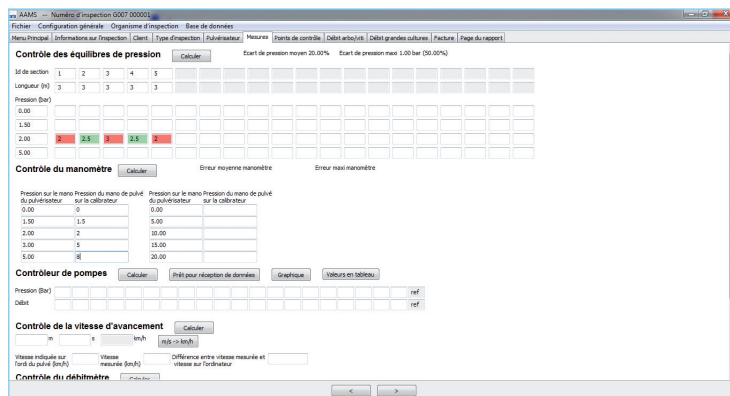 AAMS -- Numéro d'inspection G007 000001
Fichier Configuration générale Organisme d'inspection Base de données
Menu Principal Informations sur l'inspection Client Type d'inspection Pulvérisateur Mesures Points de contrôle Débit arbo/viti Débit grandes cultures Facture Page du rapport
Contrôle des équilibres de pression Calculer Ecart de pression moyen 20.00% Ecart de pression maxi 1.00 bar (50.00%)
Id de section 1 2 3 4 5
Longueur (m) 3 3 3 3 3
Pression (bar)
0.00
1.50
2.00 2 2.5 3 2.5 2
5.00
Contrôle du manomètre Calculer Erreur moyenne manomètre Erreur maxi manomètre
Pression sur le mano Pression du mano de pulvé Pression sur le mano Pression du mano de pulvé
du pulvérisateur sur la calibrateur du pulvérisateur sur la calibrateur
0.00 0 0.00
1.50 1.5 5.00
2.00 2 10.00
3.00 5 15.00
5.00 8 20.00
Contrôleur de pompes Calculer Prêt pour réception de données Graphique Valeurs en tableau
Pression (Bar) ref
Débit ref
Contrôle de la vitesse d'avancement Calculer
m s km/h m/s -> km/h
Vitesse indiquée sur Vitesse Différence entre vitesse mesurée et
l'ordi du pulvé (km/h) mesurée (km/h) vitesse sur l'ordinateur
Contrôle du débitmètre Calculer
< >